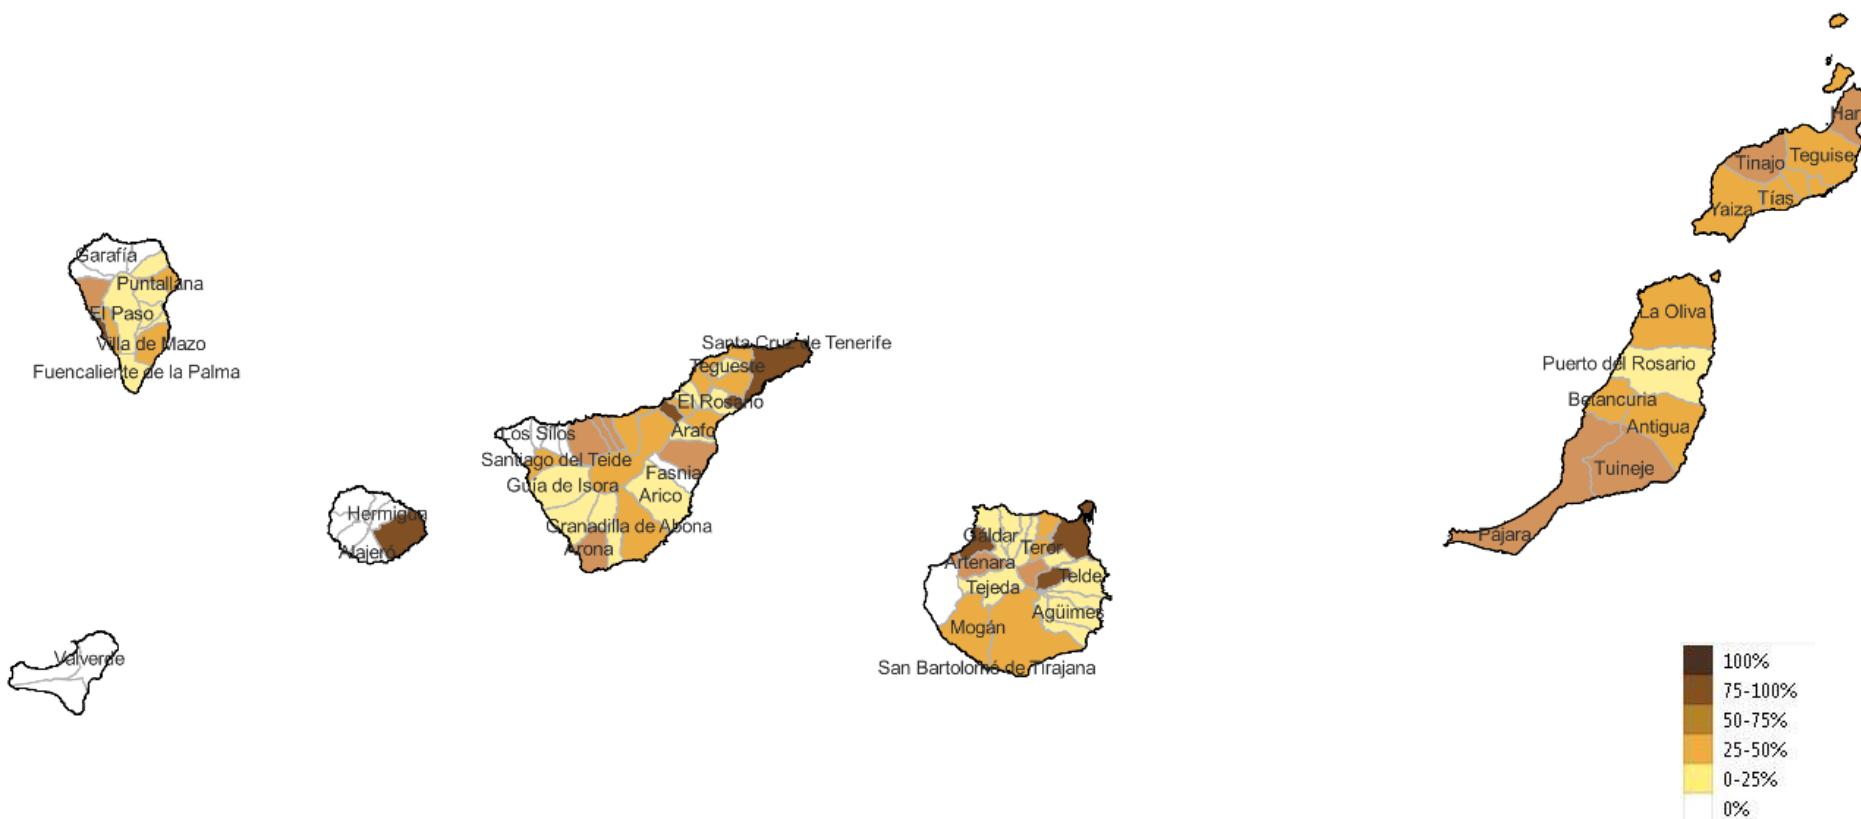 Har
Tinajo
Teguise
Yaiza
Tías
Garafía
Puntallana
El Paso
Villa de Mazo
Fuencaliente de la Palma
La Oliva
Puerto del Rosario
Betancuria
Antigua
Tuineje
Pájara
Santa Cruz de Tenerife
Tegueste
El Rosario
Arafo
Los Silos
Santiago del Teide
Fasnia
Guía de Isora
Arico
Granadilla de Abona
Arona
Hermigua
Alajeró
Gáldar
Teror
Artenara
Telde
Tejeda
Agüimes
Mogán
San Bartolomé de Tirajana
Valverde
100%
75-100%
50-75%
25-50%
0-25%
0%